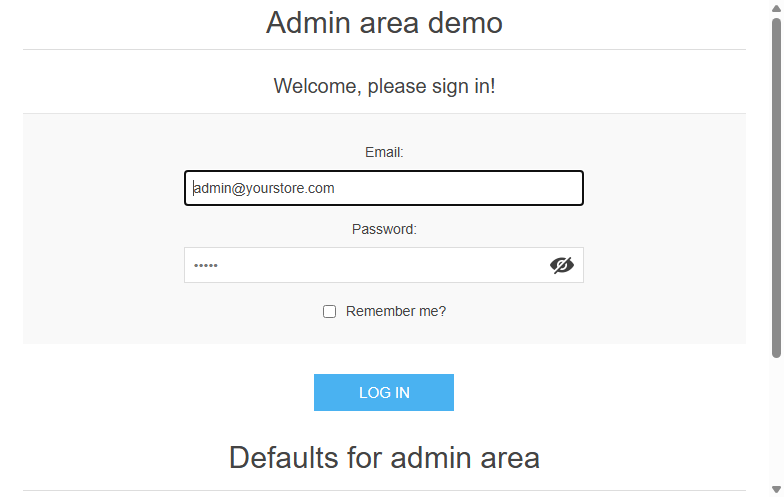 Admin area demo
Welcome, please sign in!
Email:
admin@yourstore.com
Password:
•••••
Remember me?
LOG IN
Defaults for admin area